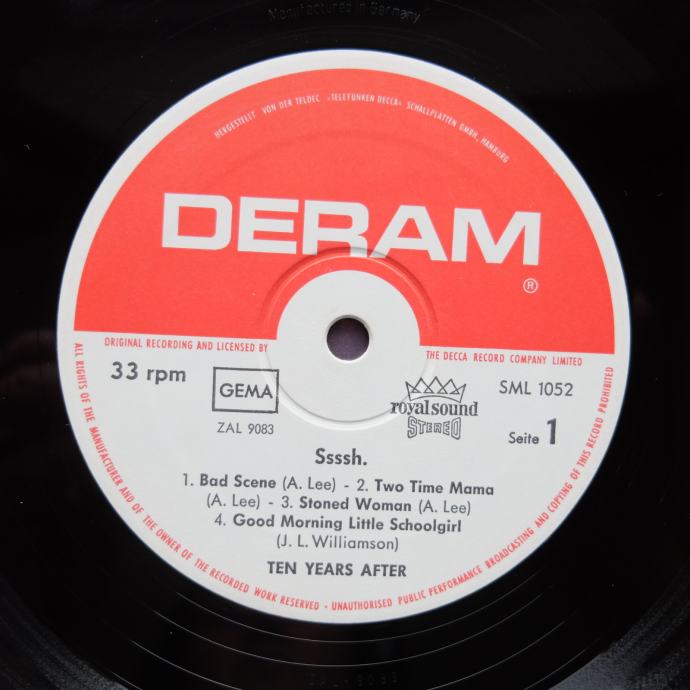 Manufactured in Germany
HERGESTELLT VON DER TELDEC »TELEFUNKEN DECCA« SCHALLPLATTEN GMBH, HAMBURG
DERAM
®
ORIGINAL RECORDING AND LICENSED BY THE DECCA RECORD COMPANY LIMITED
33 rpm
GEMA
ZAL 9083
royal sound
STEREO
SML 1052
Seite 1
Ssssh.
1. Bad Scene (A. Lee) - 2. Two Time Mama
(A. Lee) - 3. Stoned Woman (A. Lee)
4. Good Morning Little Schoolgirl
(J. L. Williamson)
TEN YEARS AFTER
ALL RIGHTS OF THE MANUFACTURER AND OF THE OWNER OF THE RECORDED WORK RESERVED · UNAUTHORISED PUBLIC PERFORMANCE BROADCASTING AND COPYING OF THIS RECORD PROHIBITED